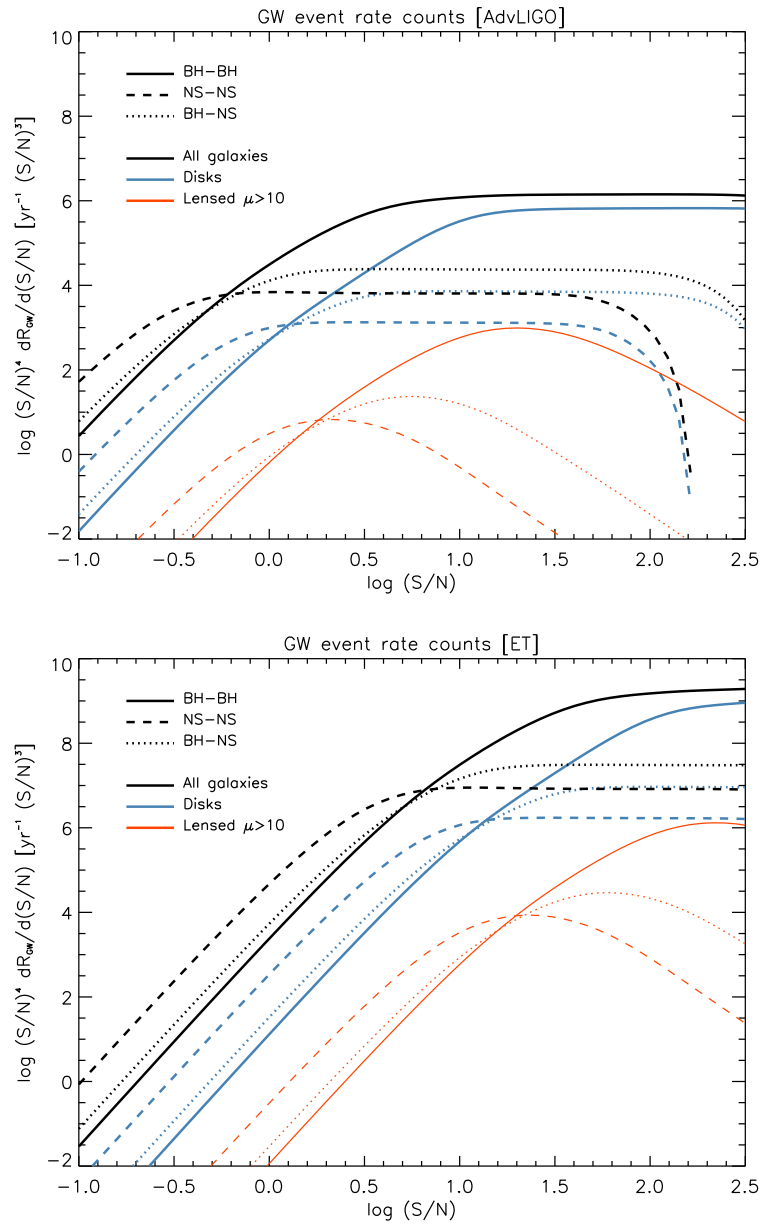 GW event rate counts [AdvLIGO]
10
8
6
4
2
0
−2
log (S/N)⁴ dR_GW/d(S/N) [yr⁻¹ (S/N)³]
BH−BH
NS−NS
BH−NS
All galaxies
Disks
Lensed μ>10
−1.0 −0.5 0.0 0.5 1.0 1.5 2.0 2.5
log (S/N)
GW event rate counts [ET]
10
8
6
4
2
0
−2
log (S/N)⁴ dR_GW/d(S/N) [yr⁻¹ (S/N)³]
BH−BH
NS−NS
BH−NS
All galaxies
Disks
Lensed μ>10
−1.0 −0.5 0.0 0.5 1.0 1.5 2.0 2.5
log (S/N)